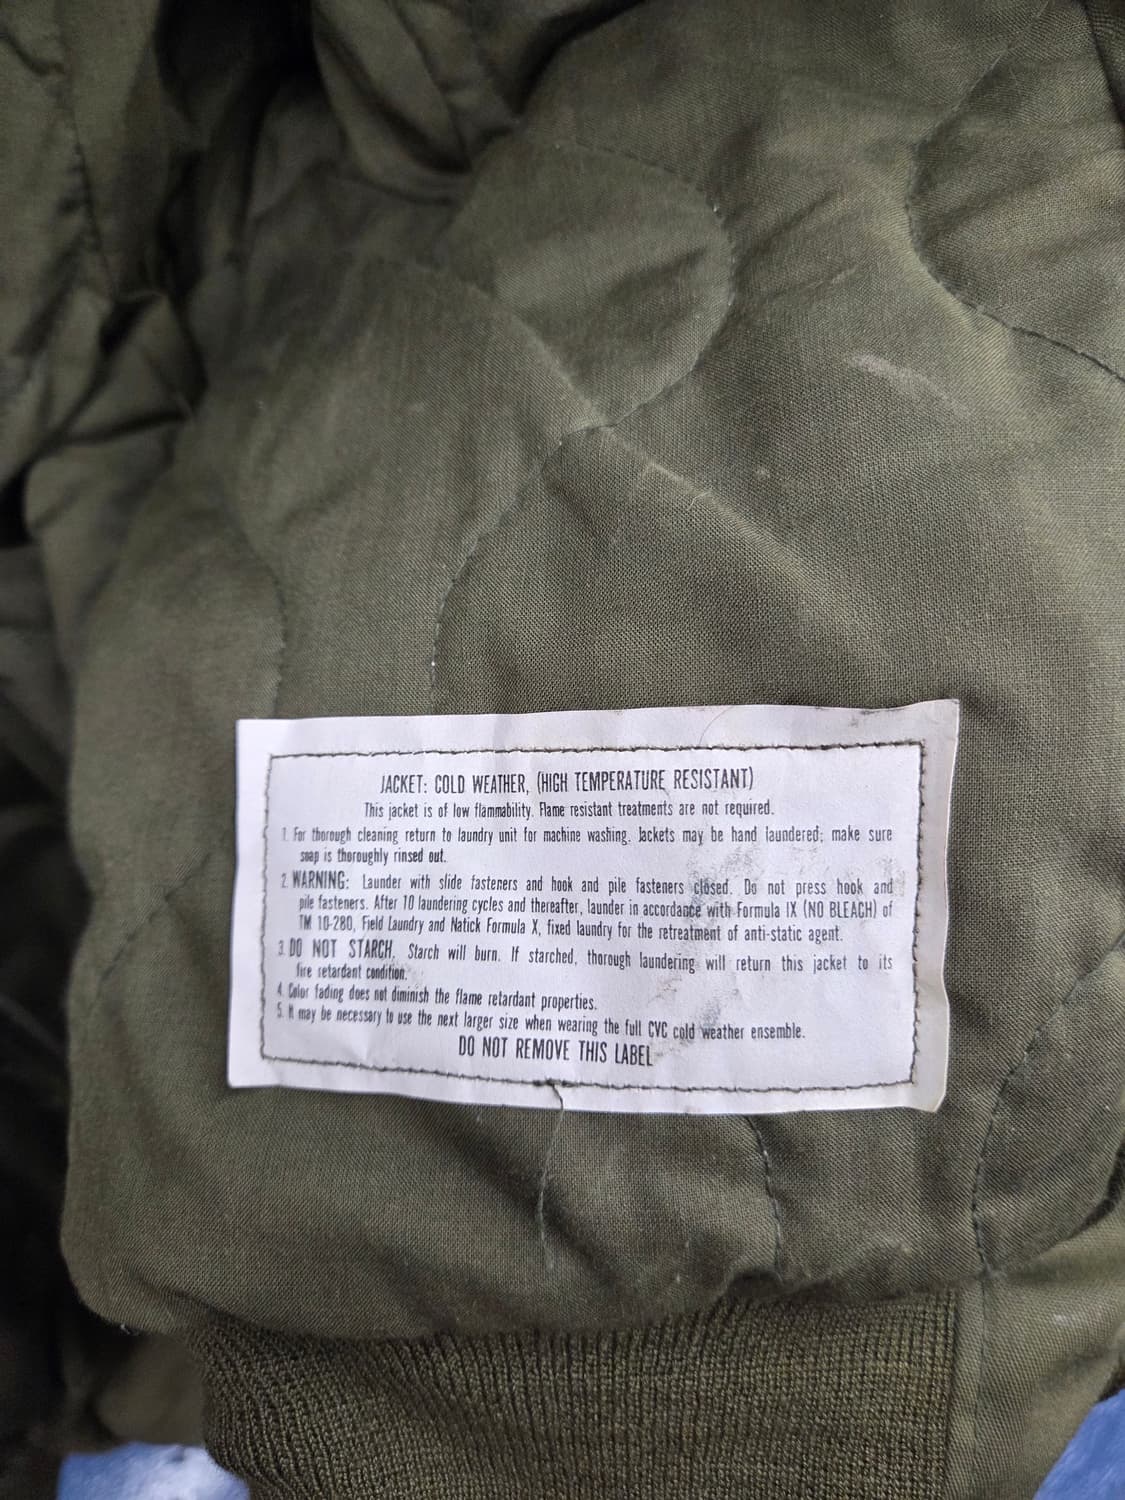 JACKET: COLD WEATHER, (HIGH TEMPERATURE RESISTANT)
This jacket is of low flammability. Flame resistant treatments are not required.
1. For thorough cleaning return to laundry unit for machine washing. Jackets may be hand laundered; make sure
soap is thoroughly rinsed out.
2. WARNING: Launder with slide fasteners and hook and pile fasteners closed. Do not press hook and
pile fasteners. After 10 laundering cycles and thereafter, launder in accordance with Formula IX (NO BLEACH) of
TM 10-280, Field Laundry and Natick Formula X, fixed laundry for the retreatment of anti-static agent.
3. DO NOT STARCH. Starch will burn. If starched, thorough laundering will return this jacket to its
fire retardant condition.
4. Color fading does not diminish the flame retardant properties.
5. It may be necessary to use the next larger size when wearing the full CVC cold weather ensemble.
DO NOT REMOVE THIS LABEL